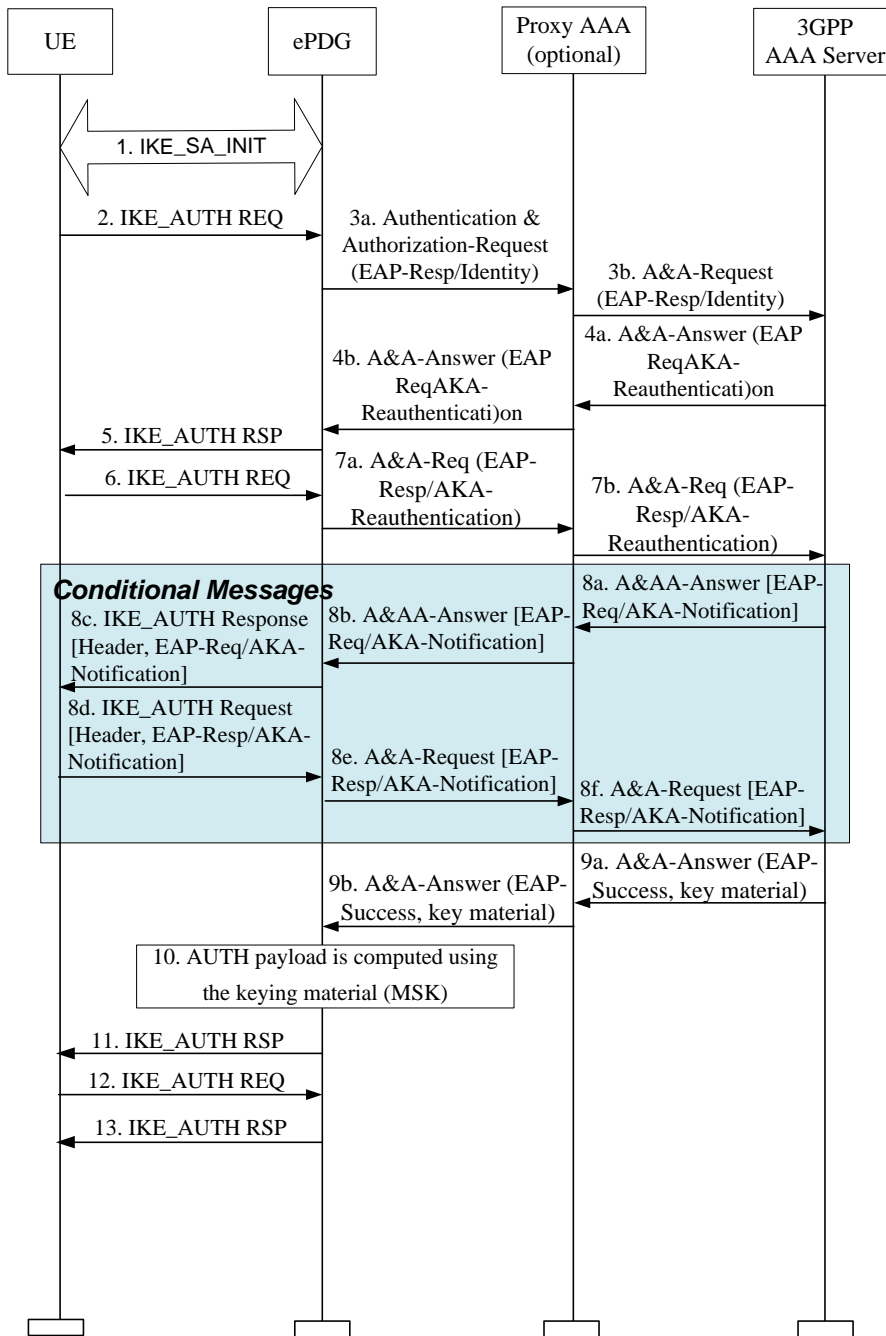 UE
ePDG
Proxy AAA
(optional)
3GPP
AAA Server
1. IKE_SA_INIT
2. IKE_AUTH REQ
3a. Authentication &
Authorization-Request
(EAP-Resp/Identity)
3b. A&A-Request
(EAP-Resp/Identity)
4a. A&A-Answer (EAP
ReqAKA-
Reauthenticati)on
4b. A&A-Answer (EAP
ReqAKA-
Reauthenticati)on
5. IKE_AUTH RSP
6. IKE_AUTH REQ
7a. A&A-Req (EAP-
Resp/AKA-
Reauthentication)
7b. A&A-Req (EAP-
Resp/AKA-
Reauthentication)
Conditional Messages
8a. A&AA-Answer [EAP-
Req/AKA-Notification]
8b. A&AA-Answer [EAP-
Req/AKA-Notification]
8c. IKE_AUTH Response
[Header, EAP-Req/AKA-
Notification]
8d. IKE_AUTH Request
[Header, EAP-Resp/AKA-
Notification]
8e. A&A-Request [EAP-
Resp/AKA-Notification]
8f. A&A-Request [EAP-
Resp/AKA-Notification]
9a. A&A-Answer (EAP-
Success, key material)
9b. A&A-Answer (EAP-
Success, key material)
10. AUTH payload is computed using
the keying material (MSK)
11. IKE_AUTH RSP
12. IKE_AUTH REQ
13. IKE_AUTH RSP